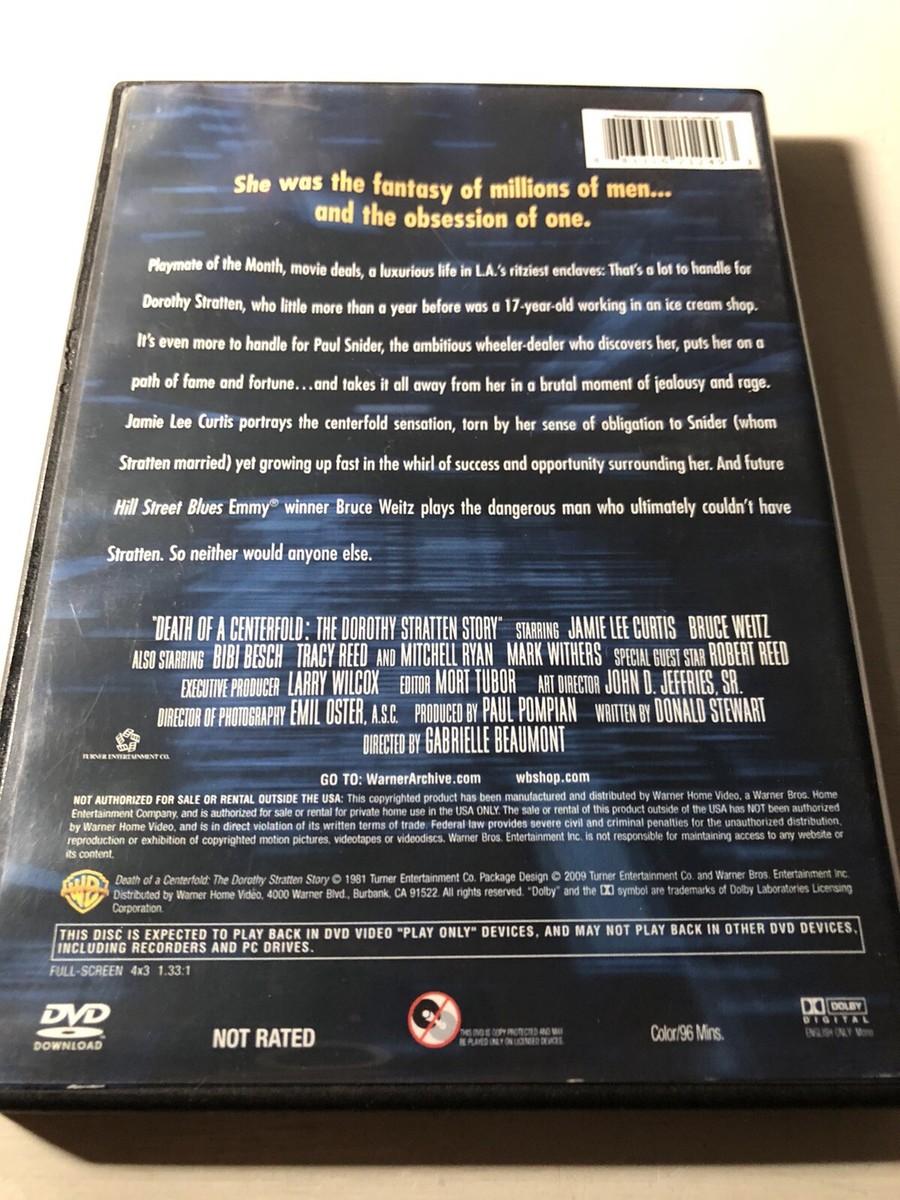 She was the fantasy of millions of men...
and the obsession of one.
Playmate of the Month, movie deals, a luxurious life in L.A.'s ritziest enclaves: That's a lot to handle for
Dorothy Stratten, who little more than a year before was a 17-year-old working in an ice cream shop.
It's even more to handle for Paul Snider, the ambitious wheeler-dealer who discovers her, puts her on a
path of fame and fortune...and takes it all away from her in a brutal moment of jealousy and rage.
Jamie Lee Curtis portrays the centerfold sensation, torn by her sense of obligation to Snider (whom
Stratten married) yet growing up fast in the whirl of success and opportunity surrounding her. And future
Hill Street Blues Emmy® winner Bruce Weitz plays the dangerous man who ultimately couldn't have
Stratten. So neither would anyone else.
"DEATH OF A CENTERFOLD: THE DOROTHY STRATTEN STORY" STARRING JAMIE LEE CURTIS BRUCE WEITZ
ALSO STARRING BIBI BESCH TRACY REED AND MITCHELL RYAN MARK WITHERS SPECIAL GUEST STAR ROBERT REED
EXECUTIVE PRODUCER LARRY WILCOX EDITOR MORT TUBOR ART DIRECTOR JOHN D. JEFFRIES, SR.
DIRECTOR OF PHOTOGRAPHY EMIL OSTER, A.S.C. PRODUCED BY PAUL POMPIAN WRITTEN BY DONALD STEWART
DIRECTED BY GABRIELLE BEAUMONT
TURNER ENTERTAINMENT CO.
GO TO: WarnerArchive.com wbshop.com
NOT AUTHORIZED FOR SALE OR RENTAL OUTSIDE THE USA: This copyrighted product has been manufactured and distributed by Warner Home Video, a Warner Bros. Home
Entertainment Company, and is authorized for sale or rental for private home use in the USA ONLY. The sale or rental of this product outside of the USA has NOT been authorized
by Warner Home Video, and is in direct violation of its written terms of trade. Federal law provides severe civil and criminal penalties for the unauthorized distribution,
reproduction or exhibition of copyrighted motion pictures, videotapes or videodiscs. Warner Bros. Entertainment Inc. is not responsible for maintaining access to any website or
its content.
WB
Death of a Centerfold: The Dorothy Stratten Story © 1981 Turner Entertainment Co. Package Design © 2009 Turner Entertainment Co. and Warner Bros. Entertainment Inc.
Distributed by Warner Home Video, 4000 Warner Blvd., Burbank, CA 91522. All rights reserved. "Dolby" and the symbol are trademarks of Dolby Laboratories Licensing
Corporation.
THIS DISC IS EXPECTED TO PLAY BACK IN DVD VIDEO "PLAY ONLY" DEVICES, AND MAY NOT PLAY BACK IN OTHER DVD DEVICES,
INCLUDING RECORDERS AND PC DRIVES.
FULL-SCREEN 4x3 1.33:1
DVD
DOWNLOAD
NOT RATED
THIS DVD IS COPY PROTECTED AND MAY
BE PLAYED ONLY ON LICENSED DEVICES.
Color/96 Mins.
DOLBY
DIGITAL
ENGLISH ONLY Mono